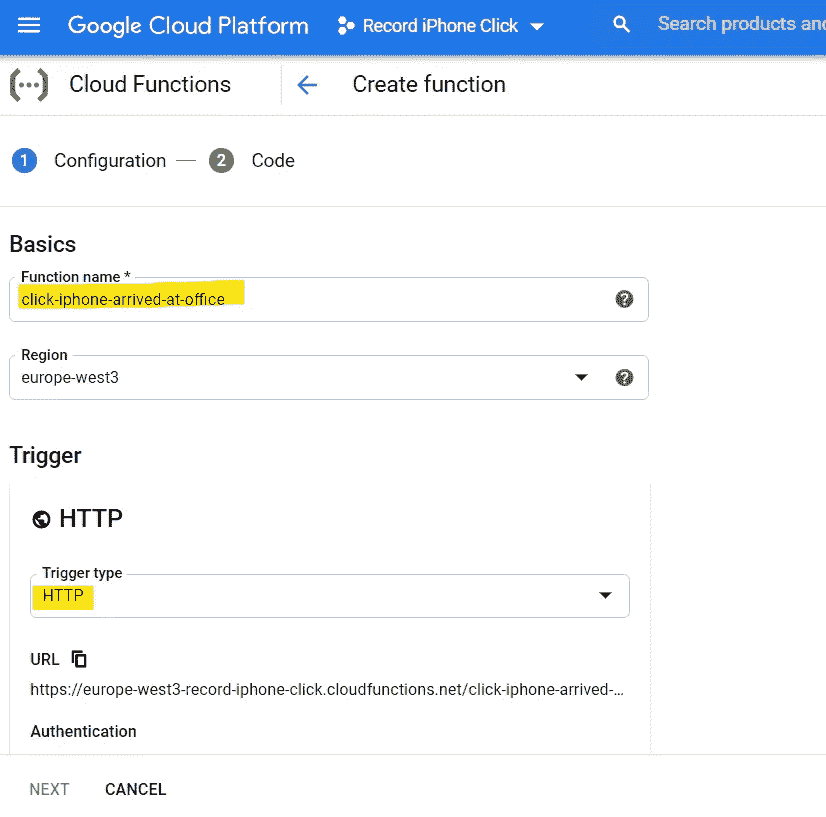 Google Cloud Platform Record iPhone Click Search products and
Cloud Functions Create function
1 Configuration 2 Code
Basics
Function name *
click-iphone-arrived-at-office
Region
europe-west3
Trigger
HTTP
Trigger type
HTTP
URL
https://europe-west3-record-iphone-click.cloudfunctions.net/click-iphone-arrived-...
Authentication
NEXT CANCEL